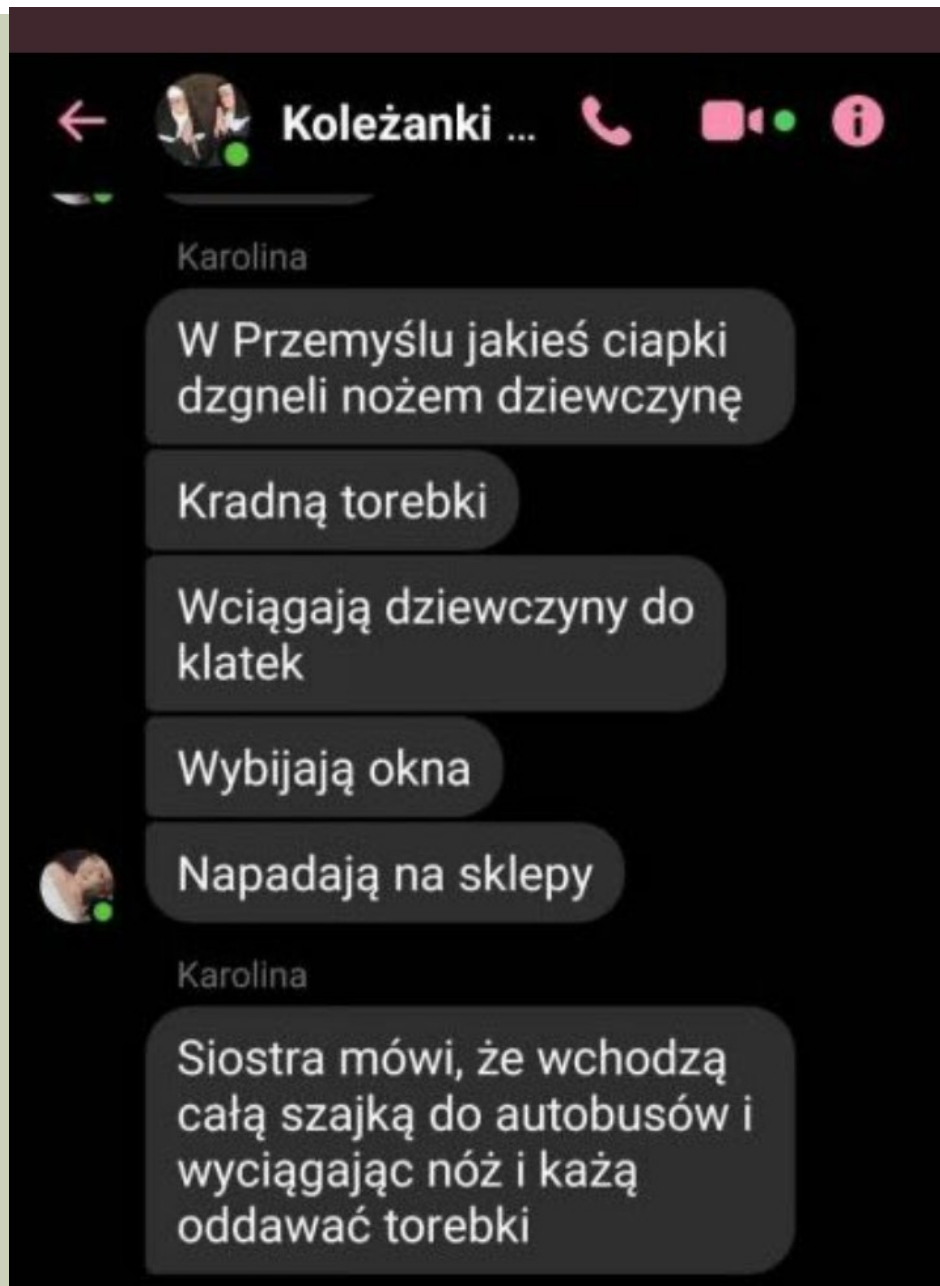 Koleżanki ...
Karolina
W Przemyślu jakieś ciapki
dzgneli nożem dziewczynę
Kradną torebki
Wciągają dziewczyny do
klatek
Wybijają okna
Napadają na sklepy
Karolina
Siostra mówi, że wchodzą
całą szajką do autobusów i
wyciągając nóż i każą
oddawać torebki